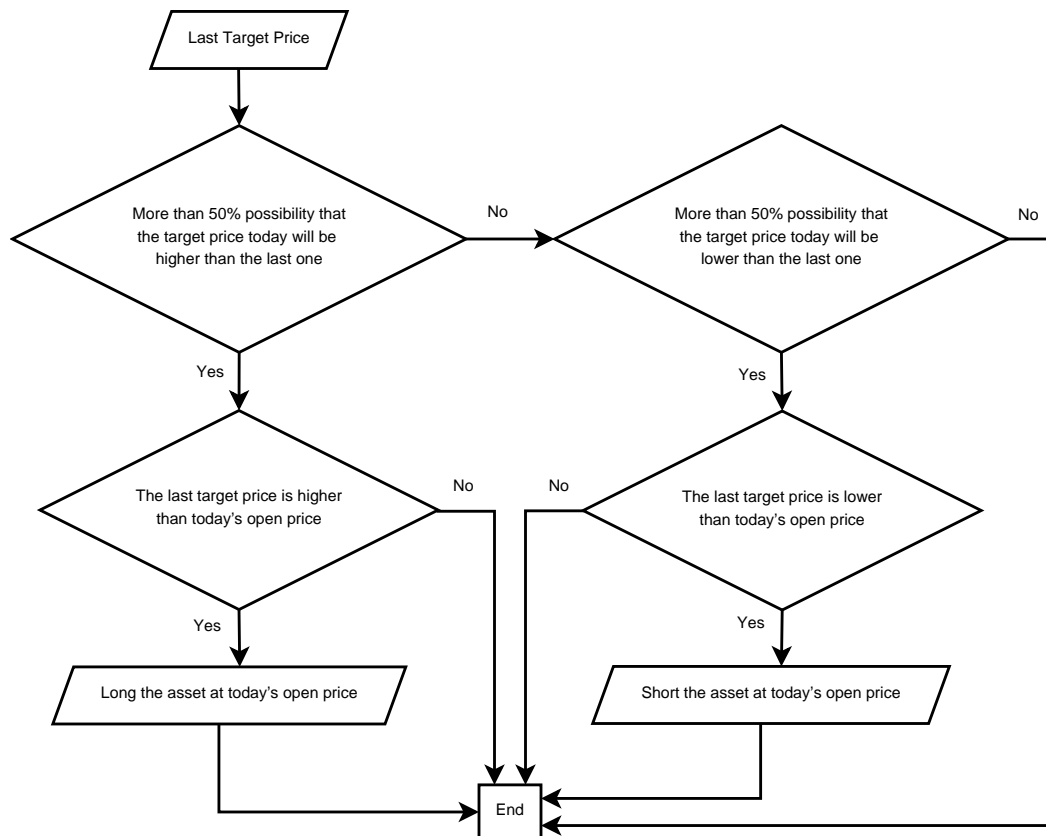 Last Target Price
More than 50% possibility that
the target price today will be
higher than the last one
No
More than 50% possibility that
the target price today will be
lower than the last one
No
Yes
Yes
The last target price is higher
than today's open price
No
No
The last target price is lower
than today's open price
Yes
Yes
Long the asset at today's open price
Short the asset at today's open price
End